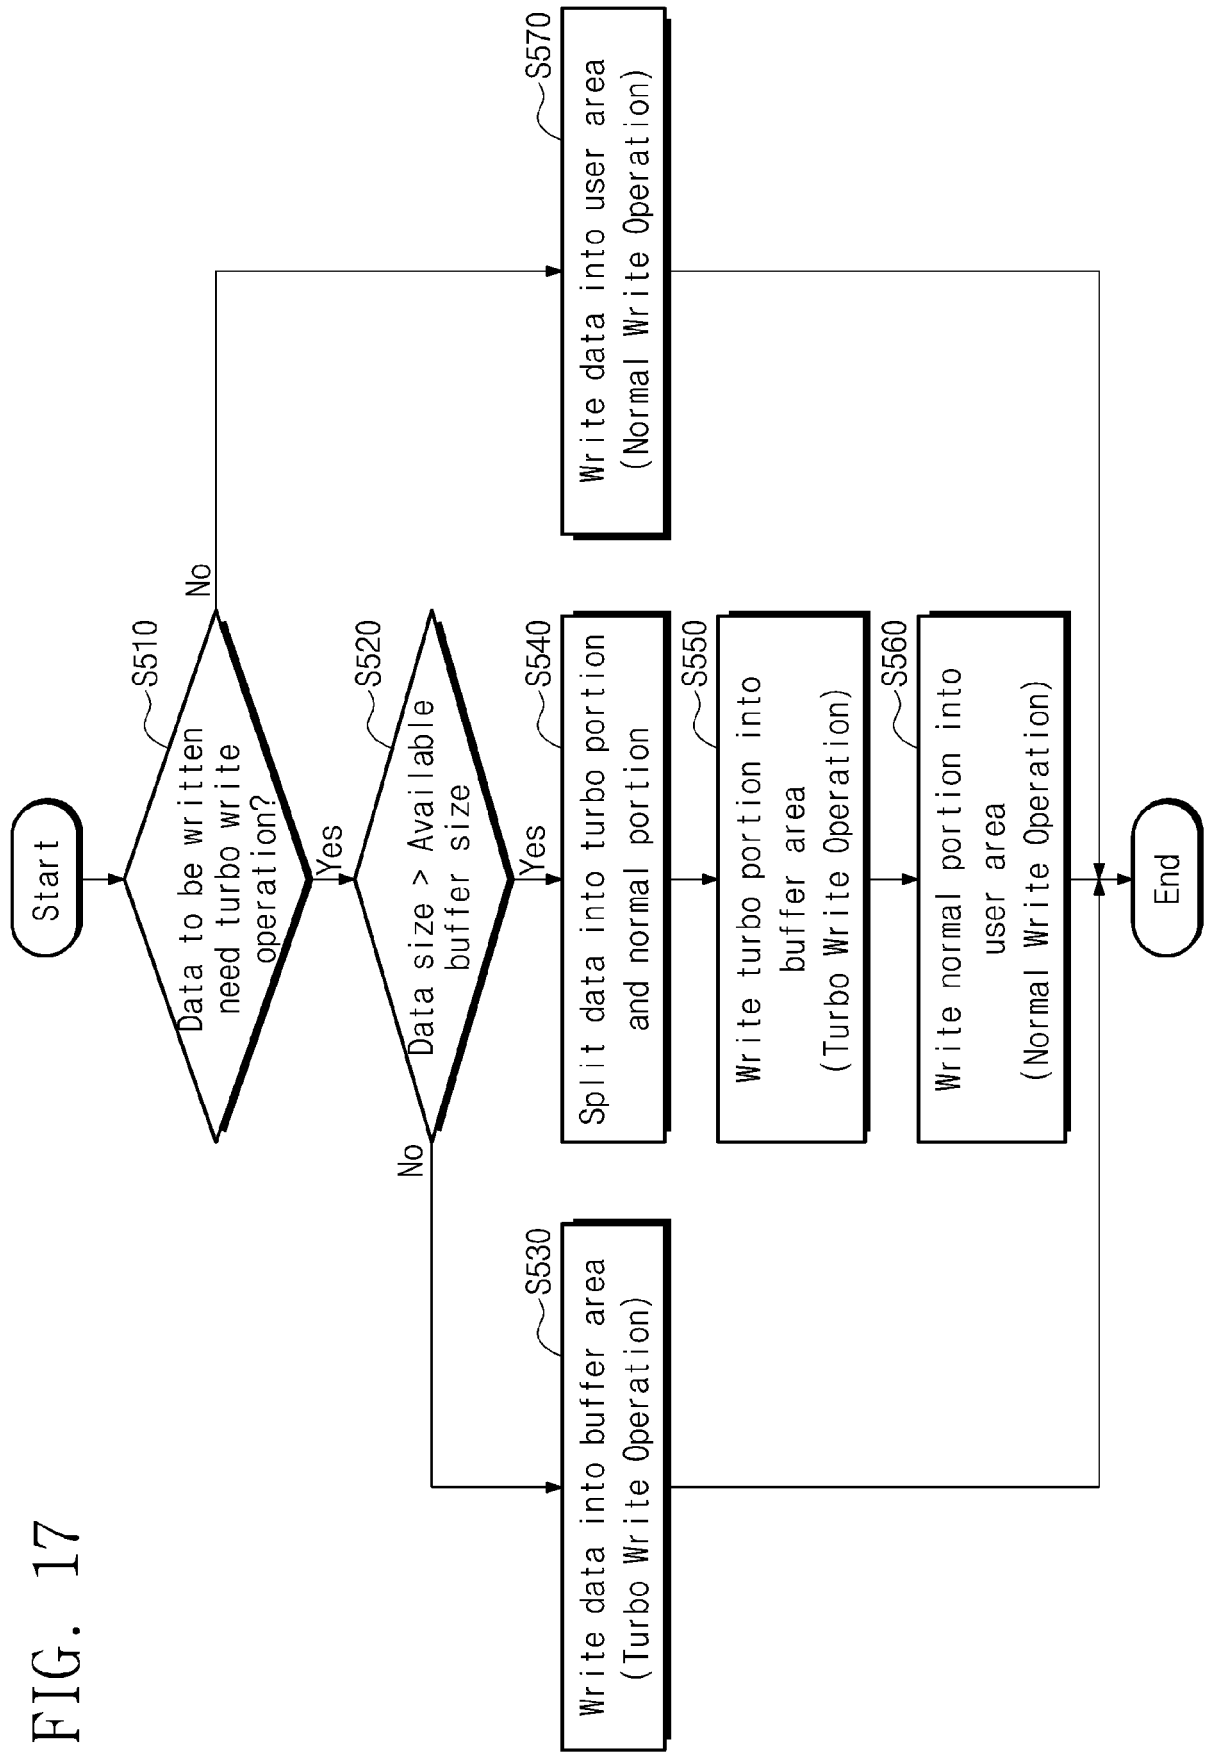 FIG. 17
Start
S510
Data to be written
need turbo write
operation?
No
Yes
S520
Data size > Available
buffer size
No
Yes
S530
Write data into buffer area
(Turbo Write Operation)
S540
Split data into turbo portion
and normal portion
S570
Write data into user area
(Normal Write Operation)
S550
Write turbo portion into
buffer area
(Turbo Write Operation)
S560
Write normal portion into
user area
(Normal Write Operation)
End